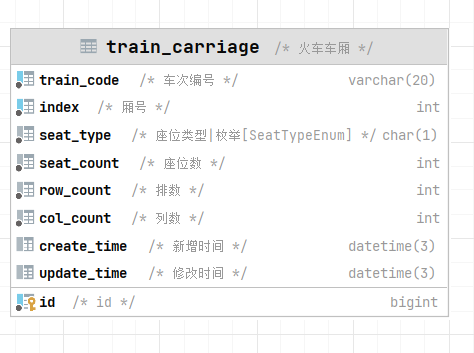 train_carriage /* 火车车厢 */
train_code /* 车次编号 */ varchar(20)
index /* 厢号 */ int
seat_type /* 座位类型|枚举[SeatTypeEnum] */ char(1)
seat_count /* 座位数 */ int
row_count /* 排数 */ int
col_count /* 列数 */ int
create_time /* 新增时间 */ datetime(3)
update_time /* 修改时间 */ datetime(3)
id /* id */ bigint